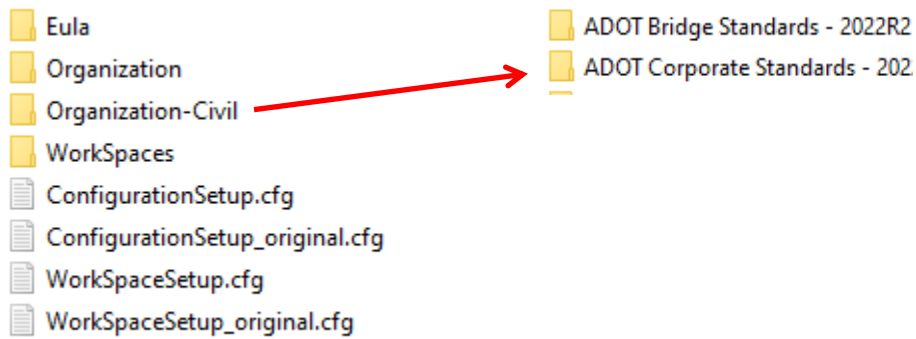 Eula
Organization
Organization-Civil
WorkSpaces
ConfigurationSetup.cfg
ConfigurationSetup_original.cfg
WorkSpaceSetup.cfg
WorkSpaceSetup_original.cfg
ADOT Bridge Standards - 2022R2
ADOT Corporate Standards - 202